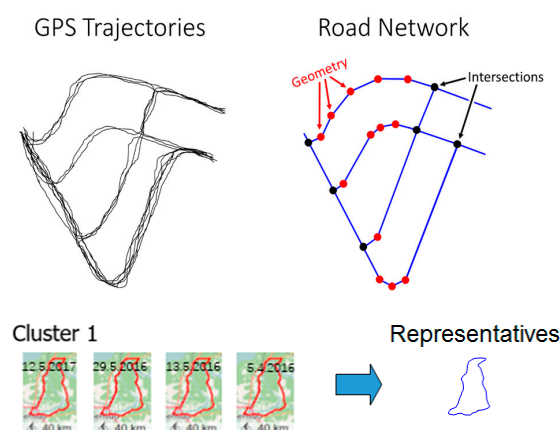 GPS Trajectories
Road Network
Geometry
Intersections
Cluster 1
Representatives
12.5.2017
29.5.2016
13.5.2016
5.4.2016
40 km
40 km
40 km
40 km